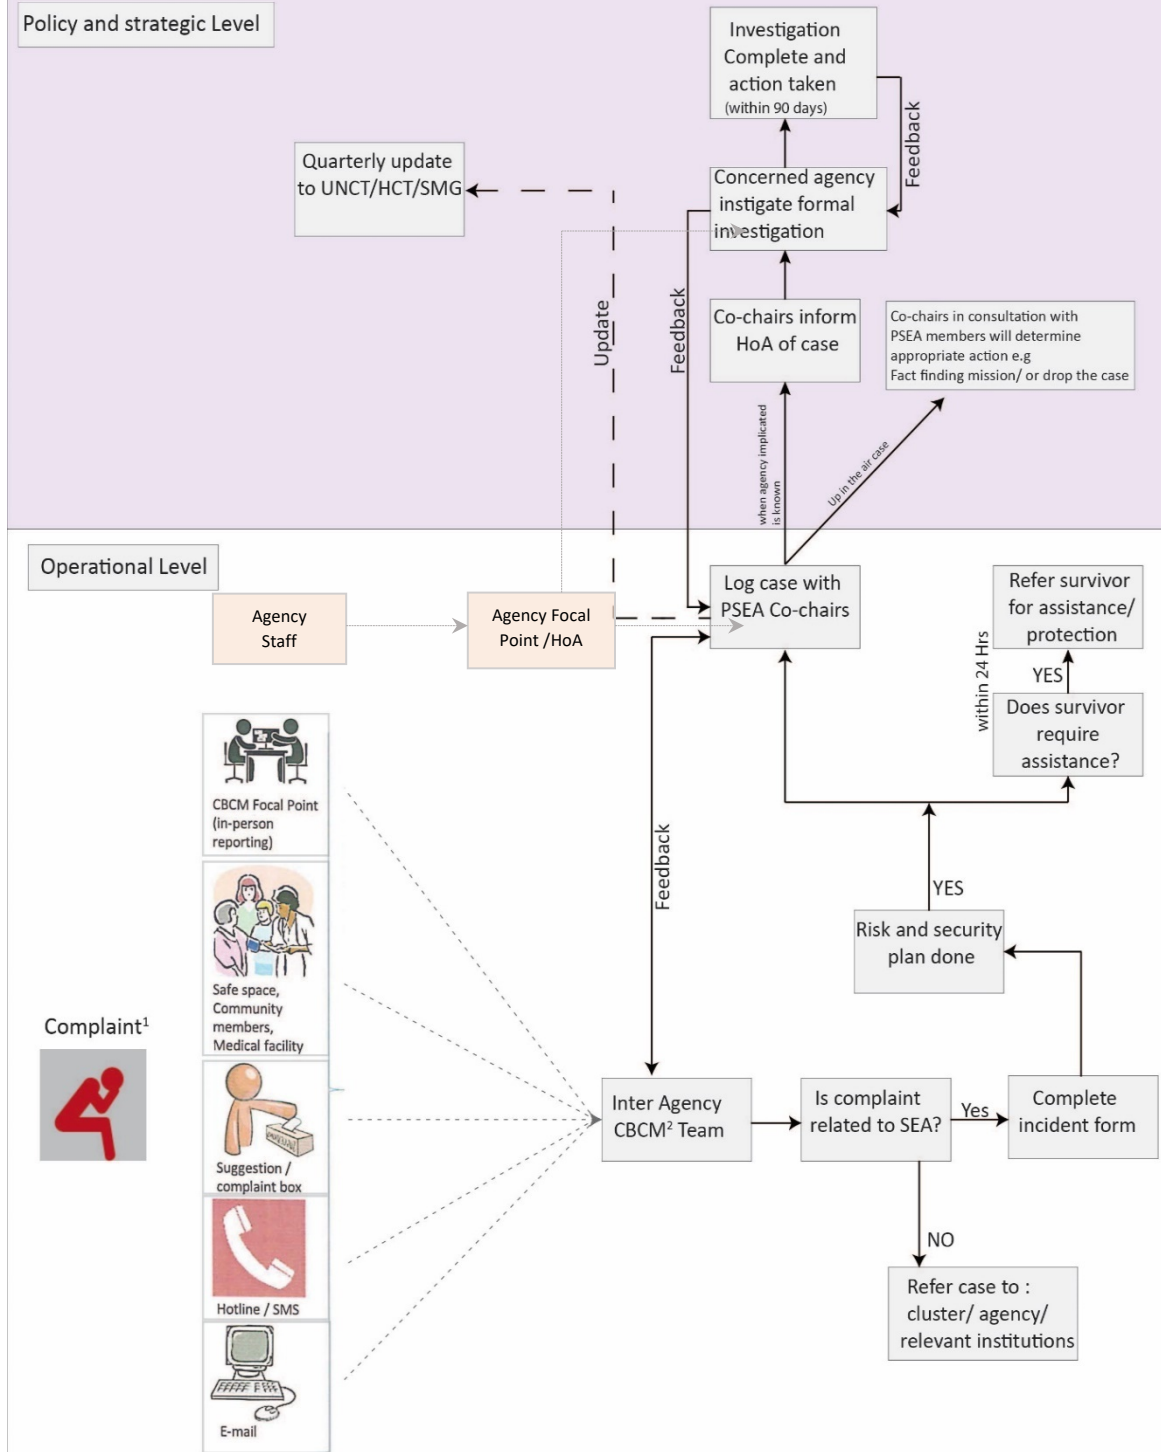 Policy and strategic Level
Investigation
Complete and
action taken
(within 90 days)
Feedback
Quarterly update
to UNCT/HCT/SMG
Concerned agency
instigate formal
investigation
Update
Feedback
Co-chairs inform
HoA of case
Co-chairs in consultation with
PSEA members will determine
appropriate action e.g
Fact finding mission/ or drop the case
when agency implicated
is known
Up in the air case
Operational Level
Agency
Staff
Agency Focal
Point /HoA
Log case with
PSEA Co-chairs
Refer survivor
for assistance/
protection
within 24 Hrs
YES
Does survivor
require
assistance?
CBCM Focal Point
(in-person
reporting)
Feedback
YES
Risk and security
plan done
Safe space,
Community
members,
Medical facility
Complaint1
Inter Agency
CBCM2 Team
Is complaint
related to SEA?
Yes
Complete
incident form
Suggestion /
complaint box
NO
Hotline / SMS
Refer case to :
cluster/ agency/
relevant institutions
E-mail